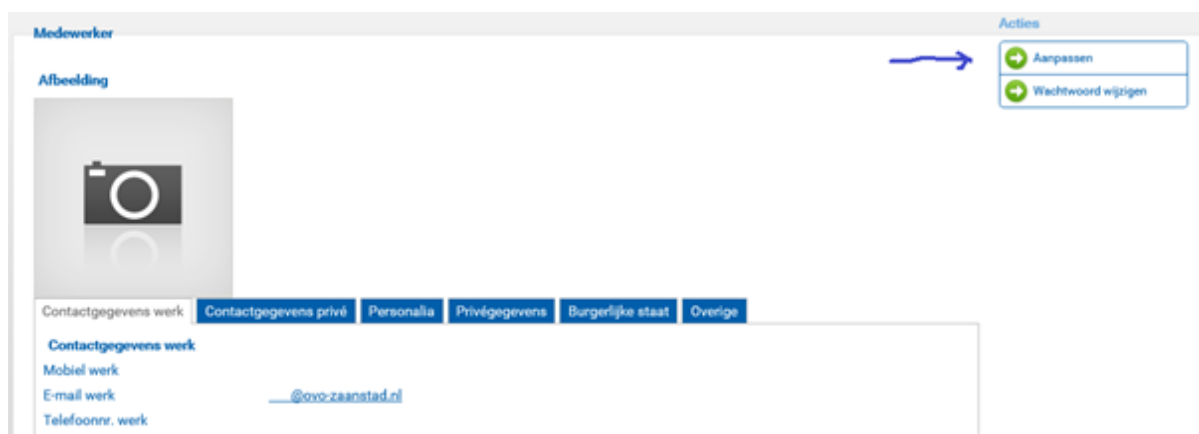 Medewerker
Acties
Aanpassen
Wachtwoord wijzigen
Afbeelding
Contactgegevens werk Contactgegevens privé Personalia Privégegevens Burgerlijke staat Overige
Contactgegevens werk
Mobiel werk
E-mail werk @ovo-zaanstad.nl
Telefoonnr. werk